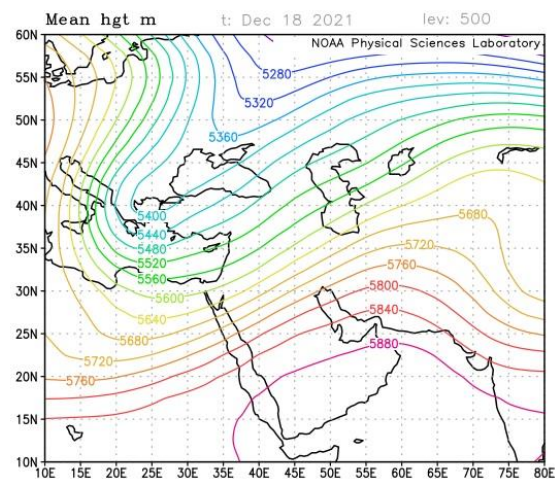 Mean hgt m t: Dec 18 2021 lev: 500
NOAA Physical Sciences Laboratory
60N
55N
50N
45N
40N
35N
30N
25N
20N
15N
10N
5280
5320
5360
5400
5440
5480
5520
5560
5600
5640
5680
5720
5760
5680
5720
5760
5800
5840
5880
10E 15E 20E 25E 30E 35E 40E 45E 50E 55E 60E 65E 70E 75E 80E